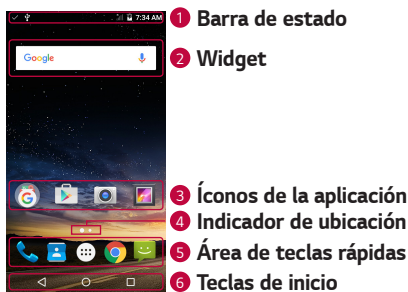 7:34 AM
1 Barra de estado
Google
2 Widget
3 Íconos de la aplicación
4 Indicador de ubicación
5 Área de teclas rápidas
6 Teclas de inicio